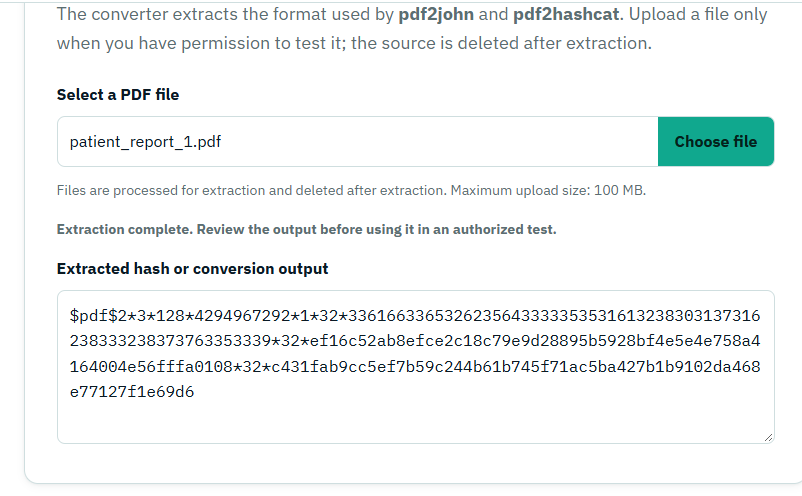 The converter extracts the format used by pdf2john and pdf2hashcat. Upload a file only
when you have permission to test it; the source is deleted after extraction.
Select a PDF file
patient_report_1.pdf
Choose file
Files are processed for extraction and deleted after extraction. Maximum upload size: 100 MB.
Extraction complete. Review the output before using it in an authorized test.
Extracted hash or conversion output
$pdf$2*3*128*4294967292*1*32*3361663365326235643333353531613238303137316
2383332383737633533​39*32*ef16c52ab8efce2c18c79e9d28895b5928bf4e5e4e758a4
164004e56fffa0108*32*c431fab9cc5ef7b59c244b61b745f71ac5ba427b1b9102da468
e77127f1e69d6